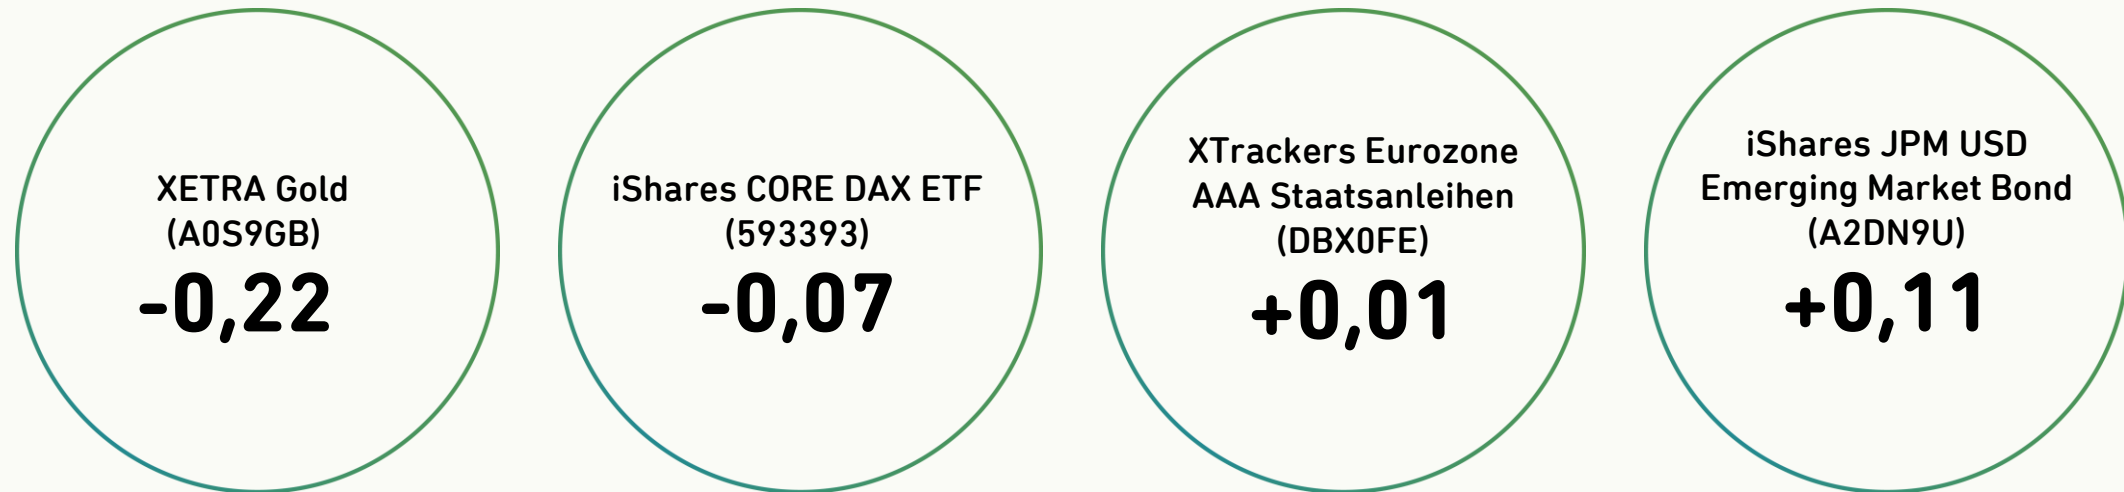 XETRA Gold
(A0S9GB)
-0,22
iShares CORE DAX ETF
(593393)
-0,07
XTrackers Eurozone
AAA Staatsanleihen
(DBX0FE)
+0,01
iShares JPM USD
Emerging Market Bond
(A2DN9U)
+0,11